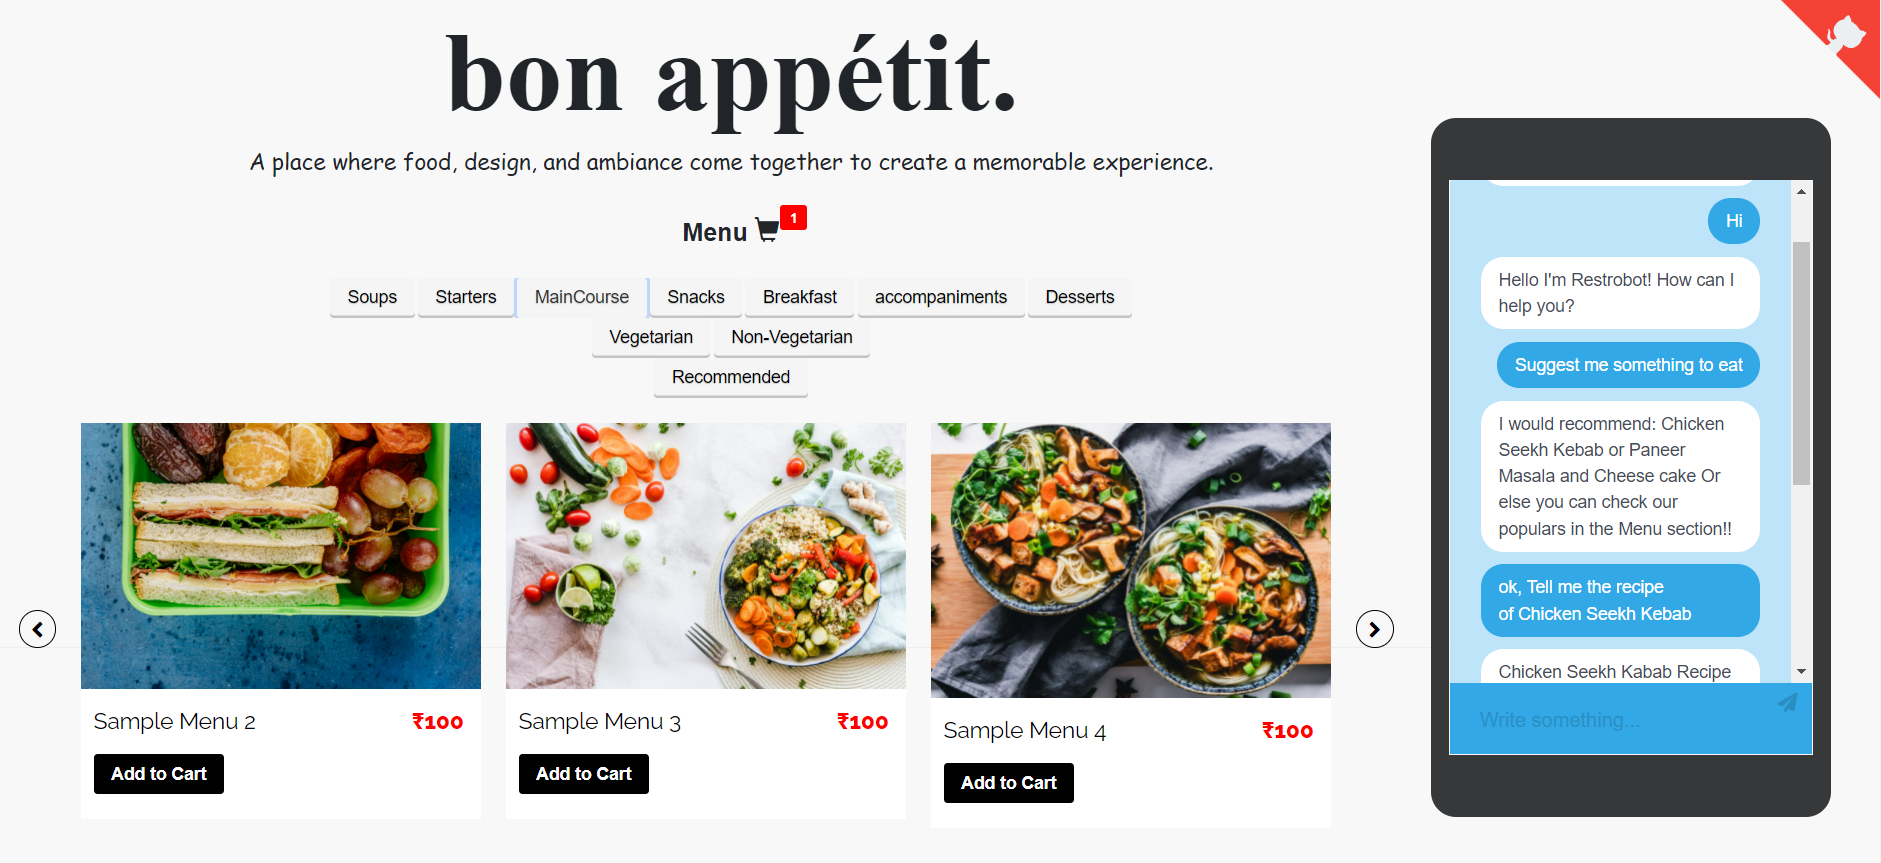 bon appétit.
A place where food, design, and ambiance come together to create a memorable experience.
Menu 1
Soups Starters MainCourse Snacks Breakfast accompaniments Desserts
Vegetarian Non-Vegetarian
Recommended
Sample Menu 2 ₹100
Add to Cart
Sample Menu 3 ₹100
Add to Cart
Sample Menu 4 ₹100
Add to Cart
Hi
Hello I'm Restrobot! How can I
help you?
Suggest me something to eat
I would recommend: Chicken
Seekh Kebab or Paneer
Masala and Cheese cake Or
else you can check our
populars in the Menu section!!
ok, Tell me the recipe
of Chicken Seekh Kebab
Chicken Seekh Kabab Recipe
Write something...